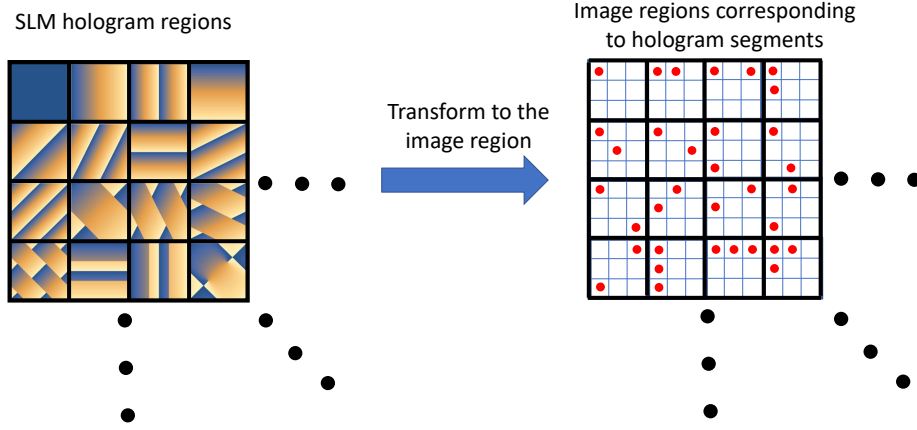 SLM hologram regions
Image regions corresponding
to hologram segments
Transform to the
image region